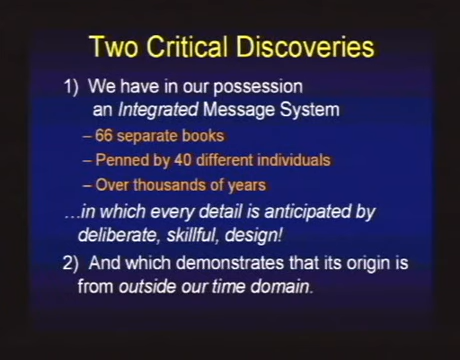 Two Critical Discoveries
1) We have in our possession
an Integrated Message System
– 66 separate books
– Penned by 40 different individuals
– Over thousands of years
…in which every detail is anticipated by
deliberate, skillful, design!
2) And which demonstrates that its origin is
from outside our time domain.